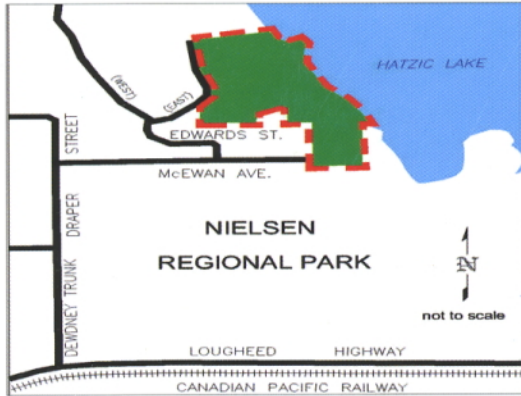 HATZIC LAKE
(WEST)
(EAST)
STREET
EDWARDS ST.
McEWAN AVE.
DRAPER
NIELSEN
REGIONAL PARK
N
not to scale
DEWDNEY TRUNK
LOUGHEED HIGHWAY
CANADIAN PACIFIC RAILWAY